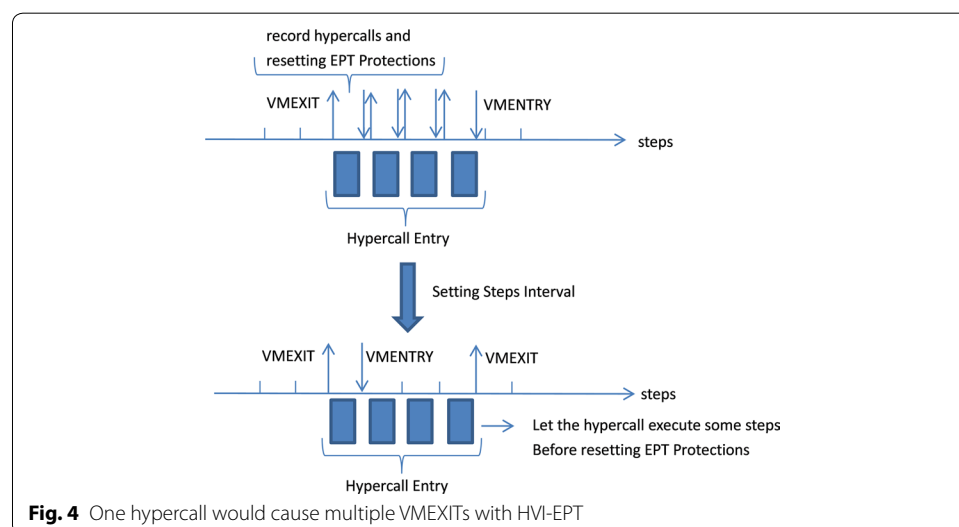 record hypercalls and
resetting EPT Protections
VMEXIT
VMENTRY
steps
Hypercall Entry
Setting Steps Interval
VMEXIT
VMENTRY
VMEXIT
steps
Let the hypercall execute some steps
Before resetting EPT Protections
Hypercall Entry
Fig. 4 One hypercall would cause multiple VMEXITs with HVI-EPT